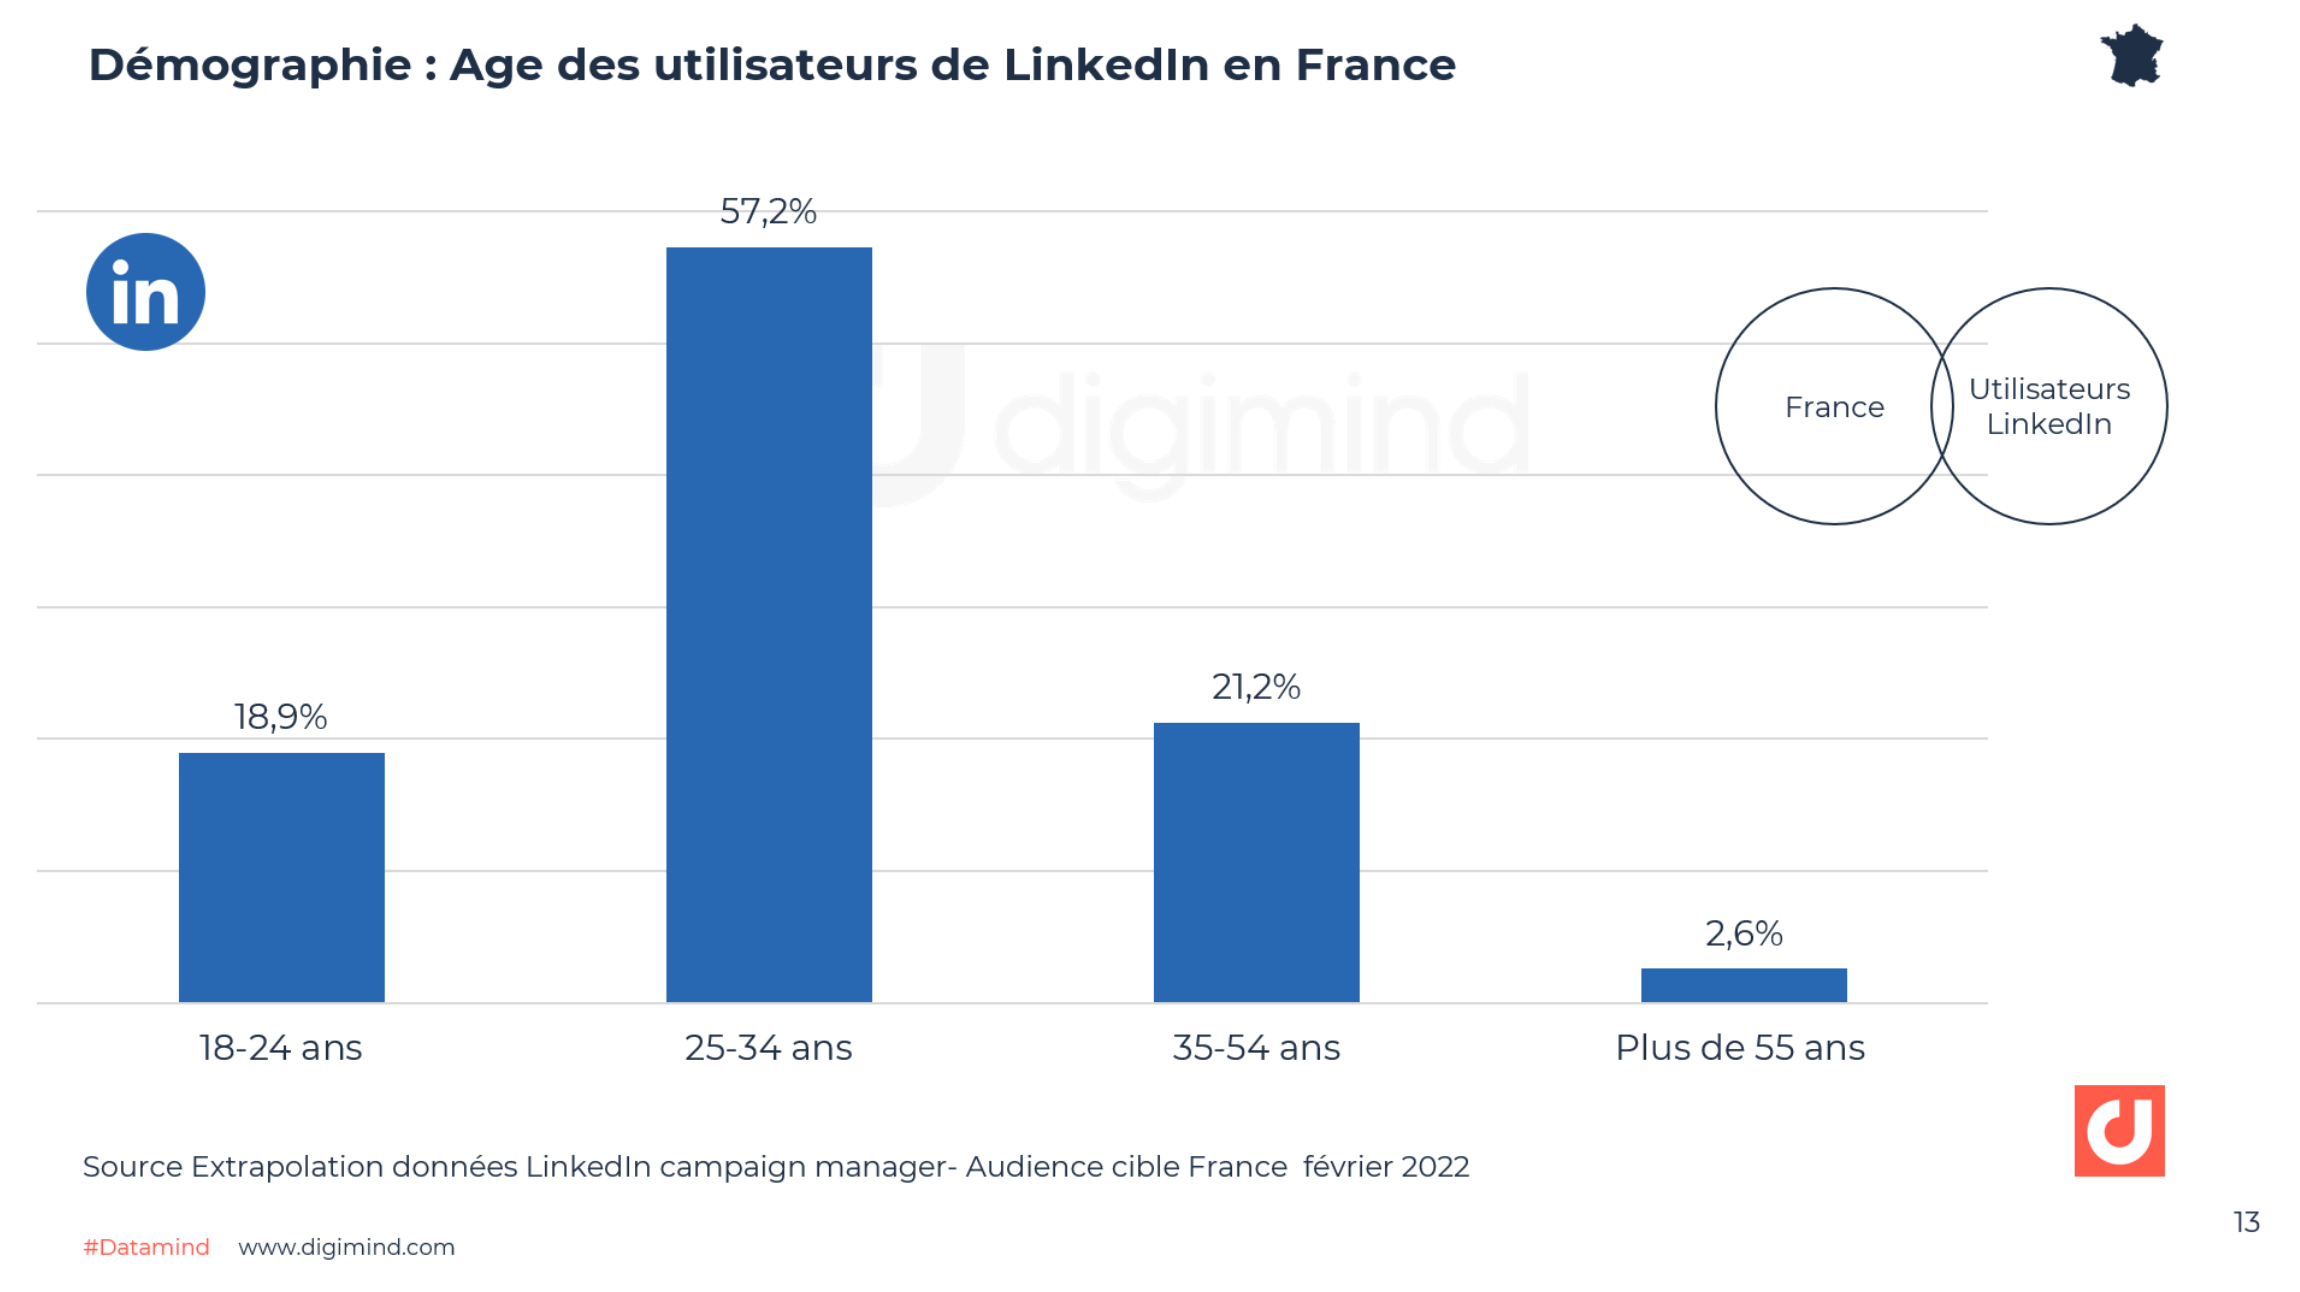 Démographie : Age des utilisateurs de LinkedIn en France
57,2%
in
digimind
France
Utilisateurs
LinkedIn
21,2%
18,9%
2,6%
18-24 ans
25-34 ans
35-54 ans
Plus de 55 ans
Source Extrapolation données LinkedIn campaign manager- Audience cible France  février 2022
13
#Datamind www.digimind.com